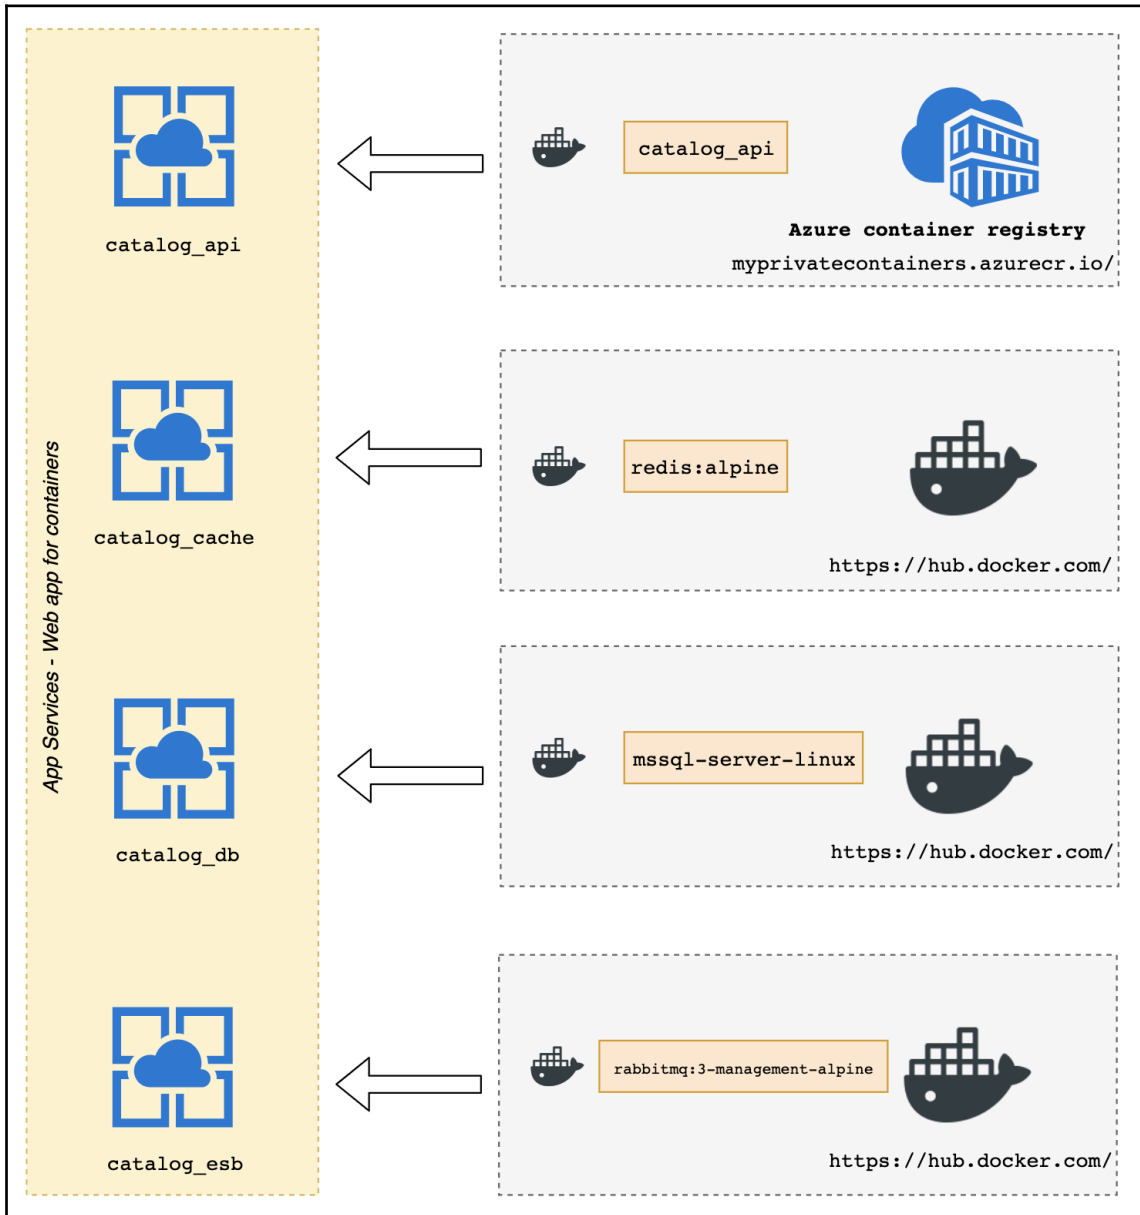 App Services - Web app for containers
catalog_api
catalog_api
Azure container registry
myprivatecontainers.azurecr.io/
catalog_cache
redis:alpine
https://hub.docker.com/
catalog_db
mssql-server-linux
https://hub.docker.com/
catalog_esb
rabbitmq:3-management-alpine
https://hub.docker.com/